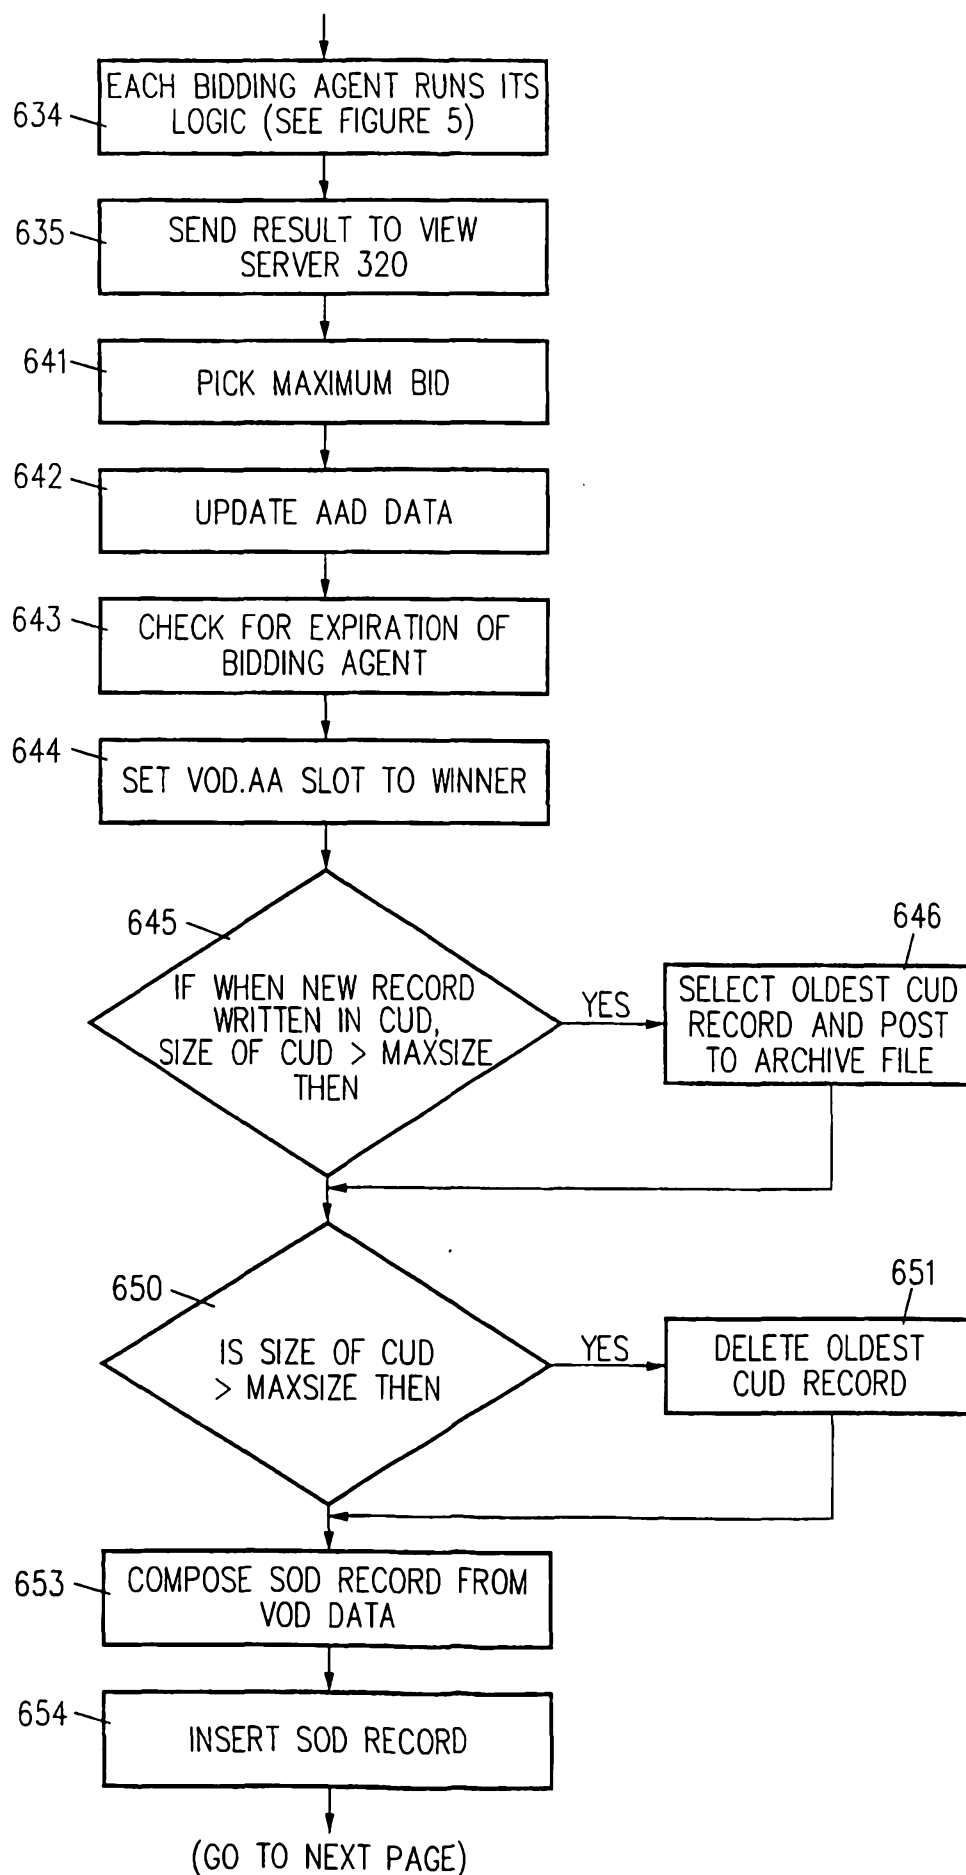 634
EACH BIDDING AGENT RUNS ITS
LOGIC (SEE FIGURE 5)
635
SEND RESULT TO VIEW
SERVER 320
641
PICK MAXIMUM BID
642
UPDATE AAD DATA
643
CHECK FOR EXPIRATION OF
BIDDING AGENT
644
SET VOD.AA SLOT TO WINNER
645
IF WHEN NEW RECORD
WRITTEN IN CUD,
SIZE OF CUD > MAXSIZE
THEN
YES
646
SELECT OLDEST CUD
RECORD AND POST
TO ARCHIVE FILE
650
IS SIZE OF CUD
> MAXSIZE THEN
YES
651
DELETE OLDEST
CUD RECORD
653
COMPOSE SOD RECORD FROM
VOD DATA
654
INSERT SOD RECORD
(GO TO NEXT PAGE)